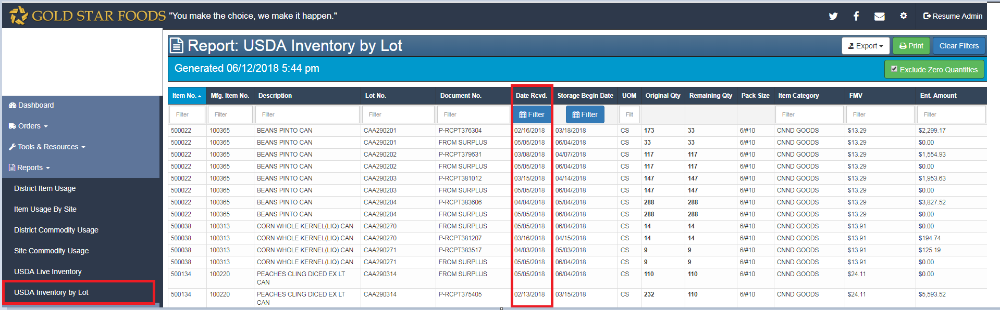 GOLD STAR FOODS "You make the choice, we make it happen." Resume Admin
Report: USDA Inventory by Lot Export Print Clear Filters
Generated 06/12/2018 5:44 pm Exclude Zero Quantities
Dashboard
Orders
Tools & Resources
Reports
District Item Usage
Item Usage By Site
District Commodity Usage
Site Commodity Usage
USDA Live Inventory
USDA Inventory by Lot
Item No. Mfg. Item No. Description Lot No. Document No. Date Rcvd. Storage Begin Date UOM Original Qty Remaining Qty Pack Size Item Category FMV Ent. Amount
Filter Filter Filter Filter Filter Filter Filter Filt Filter Filter Filter
500022 100365 BEANS PINTO CAN CAA290201 P-RCPT376304 02/16/2018 03/18/2018 CS 173 33 6/#10 CNND GOODS $13.29 $2,299.17
500022 100365 BEANS PINTO CAN CAA290201 FROM SURPLUS 05/05/2018 06/04/2018 CS 33 33 6/#10 CNND GOODS $13.29 $0.00
500022 100365 BEANS PINTO CAN CAA290202 P-RCPT379631 03/08/2018 04/07/2018 CS 117 117 6/#10 CNND GOODS $13.29 $1,554.93
500022 100365 BEANS PINTO CAN CAA290202 FROM SURPLUS 05/05/2018 06/04/2018 CS 117 117 6/#10 CNND GOODS $13.29 $0.00
500022 100365 BEANS PINTO CAN CAA290203 P-RCPT381012 03/15/2018 04/14/2018 CS 147 147 6/#10 CNND GOODS $13.29 $1,953.63
500022 100365 BEANS PINTO CAN CAA290203 FROM SURPLUS 05/05/2018 06/04/2018 CS 147 147 6/#10 CNND GOODS $13.29 $0.00
500022 100365 BEANS PINTO CAN CAA290204 P-RCPT383606 04/04/2018 05/04/2018 CS 288 288 6/#10 CNND GOODS $13.29 $3,827.52
500022 100365 BEANS PINTO CAN CAA290204 FROM SURPLUS 05/05/2018 06/04/2018 CS 288 288 6/#10 CNND GOODS $13.29 $0.00
500038 100313 CORN WHOLE KERNEL(LIQ) CAN CAA290270 FROM SURPLUS 05/05/2018 06/04/2018 CS 14 14 6/#10 CNND GOODS $13.91 $0.00
500038 100313 CORN WHOLE KERNEL(LIQ) CAN CAA290270 P-RCPT381207 03/16/2018 04/15/2018 CS 14 14 6/#10 CNND GOODS $13.91 $194.74
500038 100313 CORN WHOLE KERNEL(LIQ) CAN CAA290271 P-RCPT383517 04/03/2018 05/03/2018 CS 9 9 6/#10 CNND GOODS $13.91 $125.19
500038 100313 CORN WHOLE KERNEL(LIQ) CAN CAA290271 FROM SURPLUS 05/05/2018 06/04/2018 CS 9 9 6/#10 CNND GOODS $13.91 $0.00
500134 100220 PEACHES CLING DICED EX LT CAA290314 FROM SURPLUS 05/05/2018 06/04/2018 CS 110 110 6/#10 CNND GOODS $24.11 $0.00
CAN
500134 100220 PEACHES CLING DICED EX LT CAA290314 P-RCPT375405 02/13/2018 03/15/2018 CS 232 110 6/#10 CNND GOODS $24.11 $5,593.52
CAN